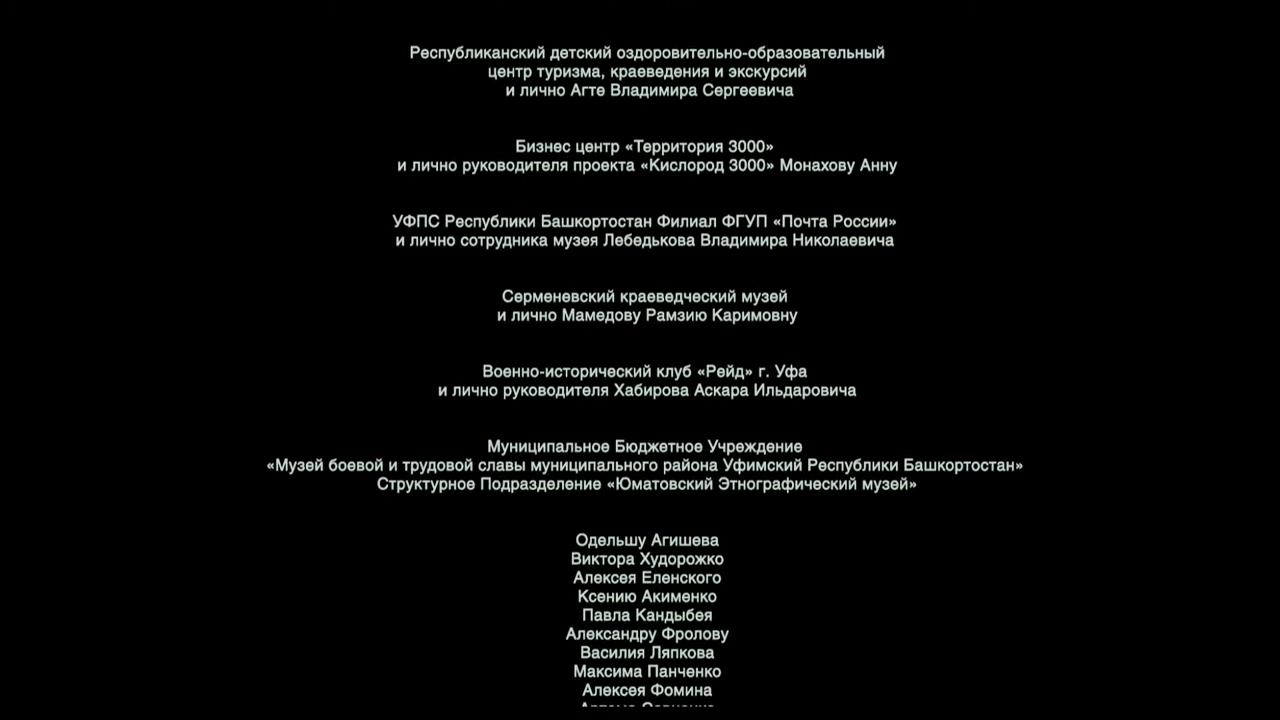 Республиканский детский оздоровительно-образовательный
центр туризма, краеведения и экскурсий
и лично Агте Владимира Сергеевича
Бизнес центр «Территория 3000»
и лично руководителя проекта «Кислород 3000» Монахову Анну
УФПС Республики Башкортостан Филиал ФГУП «Почта России»
и лично сотрудника музея Лебедькова Владимира Николаевича
Серменевский краеведческий музей
и лично Мамедову Рамзию Каримовну
Военно-исторический клуб «Рейд» г. Уфа
и лично руководителя Хабирова Аскара Ильдаровича
Муниципальное Бюджетное Учреждение
«Музей боевой и трудовой славы муниципального района Уфимский Республики Башкортостан»
Структурное Подразделение «Юматовский Этнографический музей»
Одельшу Агишева
Виктора Худорожко
Алексея Еленского
Ксению Акименко
Павла Кандыбея
Александру Фролову
Василия Ляпкова
Максима Панченко
Алексея Фомина